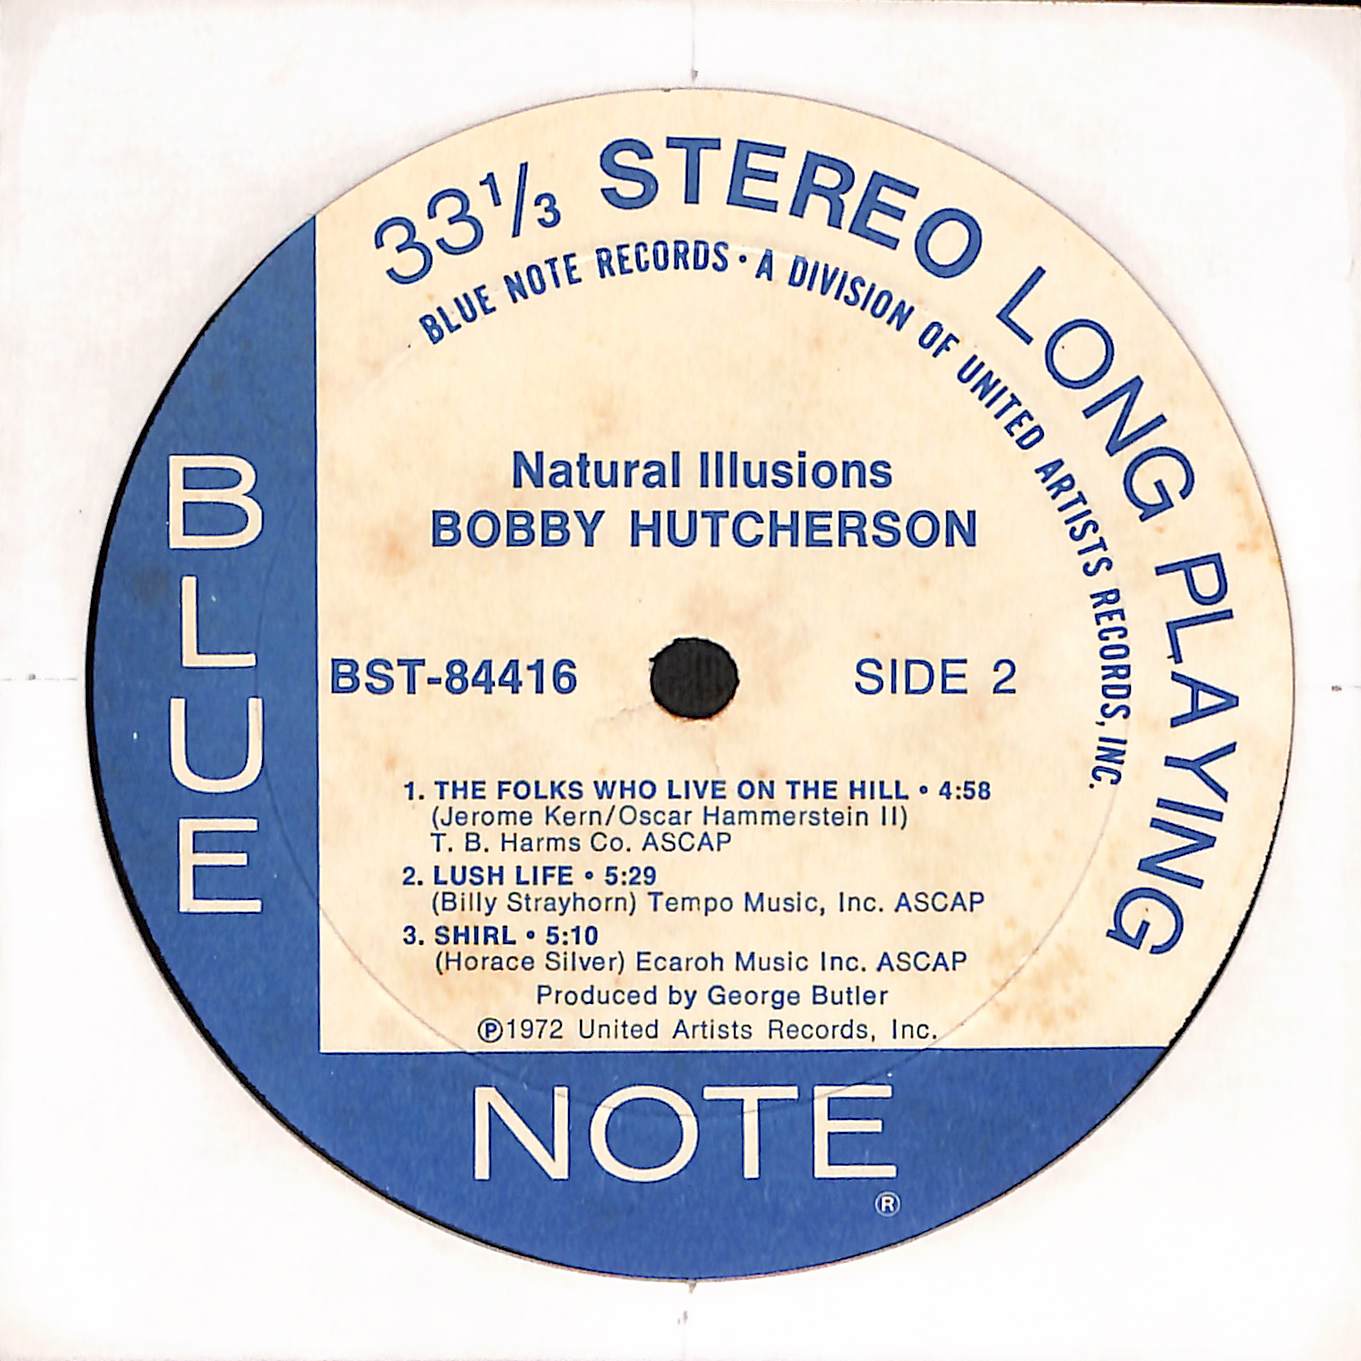 33⅓ STEREO LONG PLAYING
BLUE NOTE RECORDS • A DIVISION OF UNITED ARTISTS RECORDS, INC.
Natural Illusions
BOBBY HUTCHERSON
BST-84416
SIDE 2
1. THE FOLKS WHO LIVE ON THE HILL • 4:58
(Jerome Kern/Oscar Hammerstein II)
T. B. Harms Co. ASCAP
2. LUSH LIFE • 5:29
(Billy Strayhorn) Tempo Music, Inc. ASCAP
3. SHIRL • 5:10
(Horace Silver) Ecaroh Music Inc. ASCAP
Produced by George Butler
℗1972 United Artists Records, Inc.
BLUE
NOTE
®